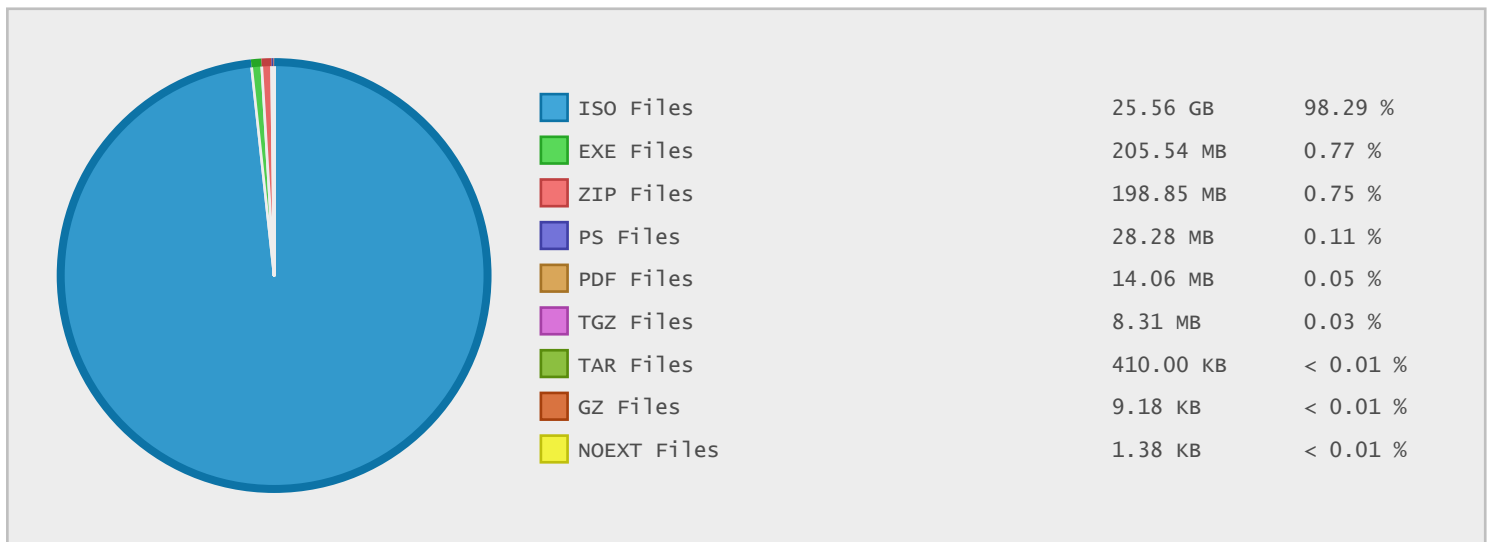 ISO Files 25.56 GB 98.29 %
EXE Files 205.54 MB 0.77 %
ZIP Files 198.85 MB 0.75 %
PS Files 28.28 MB 0.11 %
PDF Files 14.06 MB 0.05 %
TGZ Files 8.31 MB 0.03 %
TAR Files 410.00 KB < 0.01 %
GZ Files 9.18 KB < 0.01 %
NOEXT Files 1.38 KB < 0.01 %